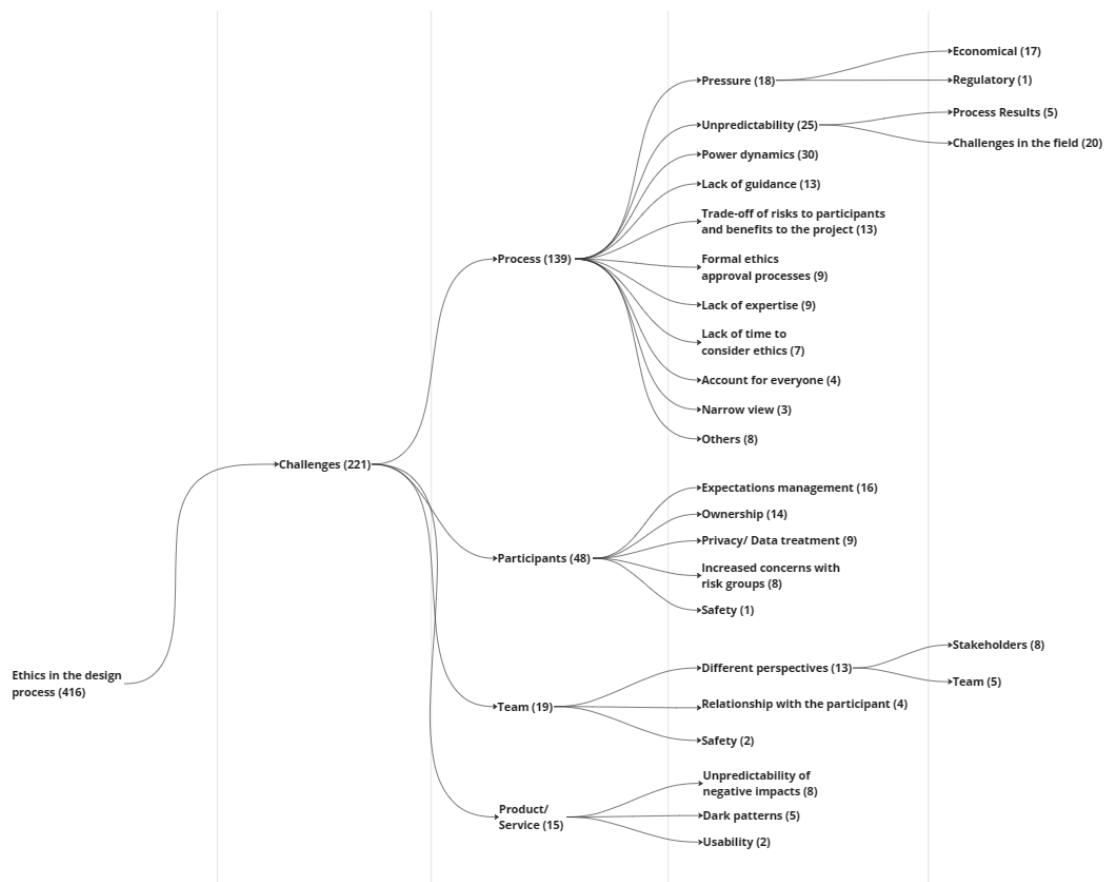 Economical (17)
Pressure (18)
Regulatory (1)
Process Results (5)
Unpredictability (25)
Challenges in the field (20)
Power dynamics (30)
Lack of guidance (13)
Trade-off of risks to participants
and benefits to the project (13)
Process (139)
Formal ethics
approval processes (9)
Lack of expertise (9)
Lack of time to
consider ethics (7)
Account for everyone (4)
Narrow view (3)
Others (8)
Challenges (221)
Expectations management (16)
Ownership (14)
Privacy/ Data treatment (9)
Participants (48)
Increased concerns with
risk groups (8)
Safety (1)
Stakeholders (8)
Different perspectives (13)
Team (5)
Ethics in the design
process (416)
Relationship with the participant (4)
Team (19)
Safety (2)
Unpredictability of
negative impacts (8)
Product/
Service (15)
Dark patterns (5)
Usability (2)